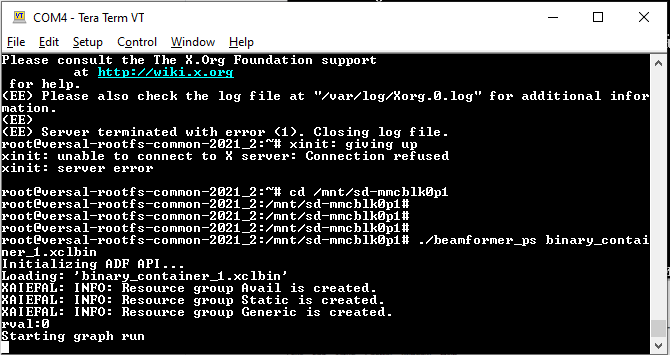 COM4 - Tera Term VT
File Edit Setup Control Window Help
Please consult the The X.Org Foundation support
at http://wiki.x.org
for help.
(EE) Please also check the log file at "/var/log/Xorg.0.log" for additional infor
mation.
(EE)
(EE) Server terminated with error (1). Closing log file.
root@versal-rootfs-common-2021_2:~# xinit: giving up
xinit: unable to connect to X server: Connection refused
xinit: server error
root@versal-rootfs-common-2021_2:~# cd /mnt/sd-mmcblk0p1
root@versal-rootfs-common-2021_2:/mnt/sd-mmcblk0p1#
root@versal-rootfs-common-2021_2:/mnt/sd-mmcblk0p1#
root@versal-rootfs-common-2021_2:/mnt/sd-mmcblk0p1#
root@versal-rootfs-common-2021_2:/mnt/sd-mmcblk0p1# ./beamformer_ps binary_contai
ner_1.xclbin
Initializing ADF API...
Loading: 'binary_container_1.xclbin'
XAIEFAL: INFO: Resource group Avail is created.
XAIEFAL: INFO: Resource group Static is created.
XAIEFAL: INFO: Resource group Generic is created.
rval:0
Starting graph run